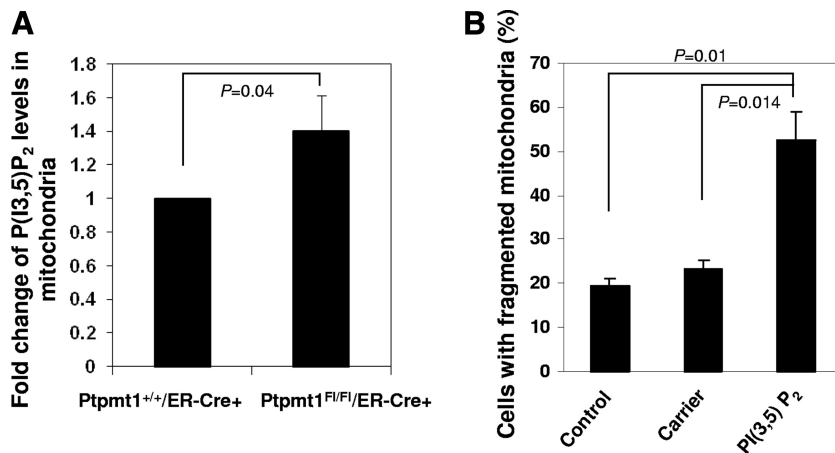 A
Fold change of P(I3,5)P2 levels in
mitochondria
1.8
1.6
1.4
1.2
1
0.8
0.6
0.4
0.2
0
P=0.04
Ptpmt1+/+/ER-Cre+
Ptpmt1Fl/Fl/ER-Cre+
B
Cells with fragmented mitochondria (%)
70
60
50
40
30
20
10
0
P=0.01
P=0.014
Control
Carrier
PI(3,5) P2